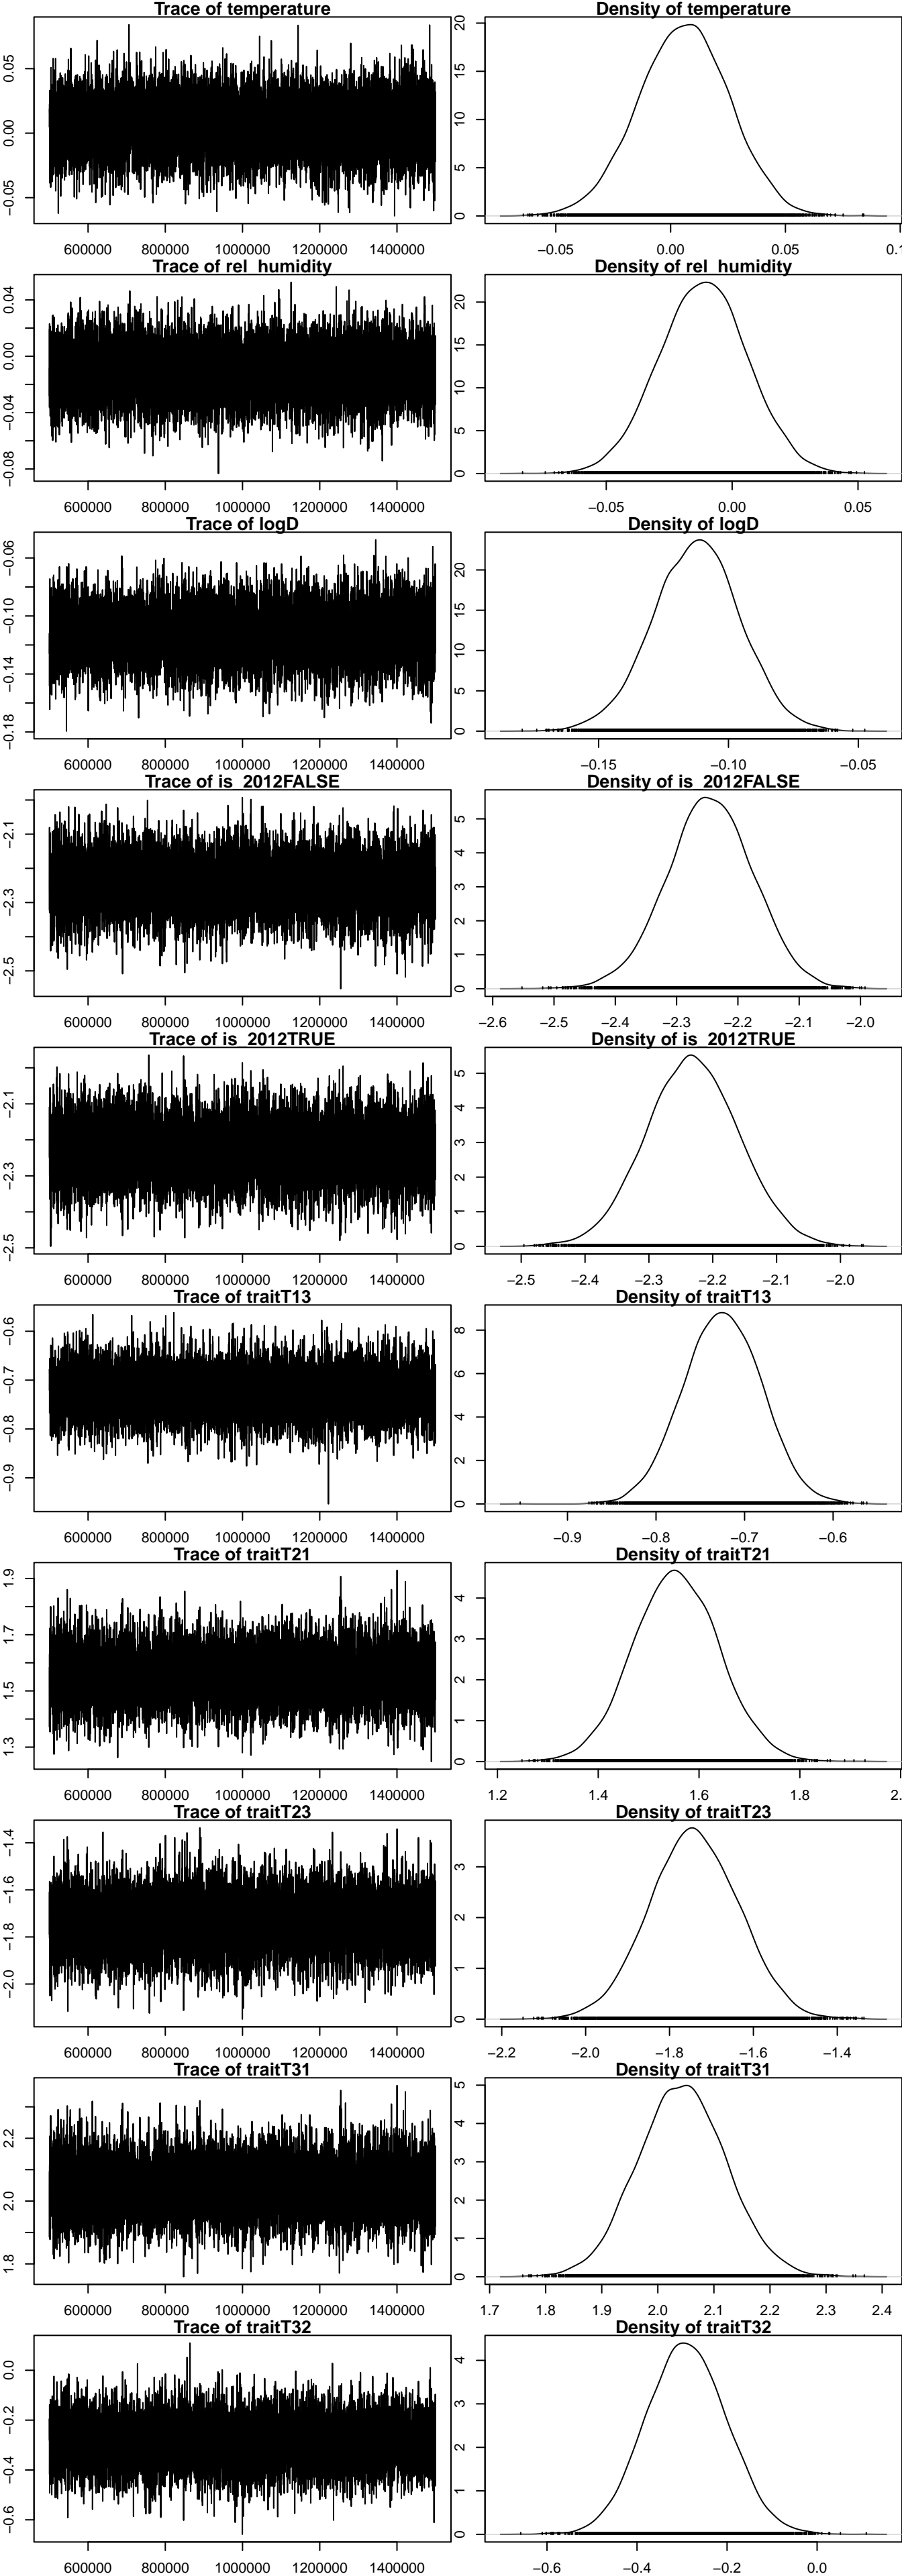 Trace of temperature
−0.05 0.00 0.05
600000 800000 1000000 1200000 1400000
Density of temperature
0 5 10 15 20
−0.05 0.00 0.05
Trace of rel_humidity
−0.08 −0.04 0.00 0.04
600000 800000 1000000 1200000 1400000
Density of rel_humidity
0 5 10 15 20
−0.05 0.00 0.05
Trace of logD
−0.18 −0.14 −0.10 −0.06
600000 800000 1000000 1200000 1400000
Density of logD
0 5 10 15 20
−0.15 −0.10 −0.05
Trace of is_2012FALSE
−2.5 −2.3 −2.1
600000 800000 1000000 1200000 1400000
Density of is_2012FALSE
0 1 2 3 4 5
−2.6 −2.5 −2.4 −2.3 −2.2 −2.1 −2.0
Trace of is_2012TRUE
−2.5 −2.3 −2.1
600000 800000 1000000 1200000 1400000
Density of is_2012TRUE
0 1 2 3 4 5
−2.5 −2.4 −2.3 −2.2 −2.1 −2.0
Trace of traitT13
−0.9 −0.8 −0.7 −0.6
600000 800000 1000000 1200000 1400000
Density of traitT13
0 2 4 6 8
−0.9 −0.8 −0.7 −0.6
Trace of traitT21
1.3 1.5 1.7 1.9
600000 800000 1000000 1200000 1400000
Density of traitT21
0 1 2 3 4
1.2 1.4 1.6 1.8
Trace of traitT23
−2.0 −1.8 −1.6 −1.4
600000 800000 1000000 1200000 1400000
Density of traitT23
0 1 2 3
−2.2 −2.0 −1.8 −1.6 −1.4
Trace of traitT31
1.8 2.0 2.2
600000 800000 1000000 1200000 1400000
Density of traitT31
0 1 2 3 4 5
1.7 1.8 1.9 2.0 2.1 2.2 2.3 2.4
Trace of traitT32
−0.6 −0.4 −0.2 0.0
600000 800000 1000000 1200000 1400000
Density of traitT32
0 1 2 3 4
−0.6 −0.4 −0.2 0.0